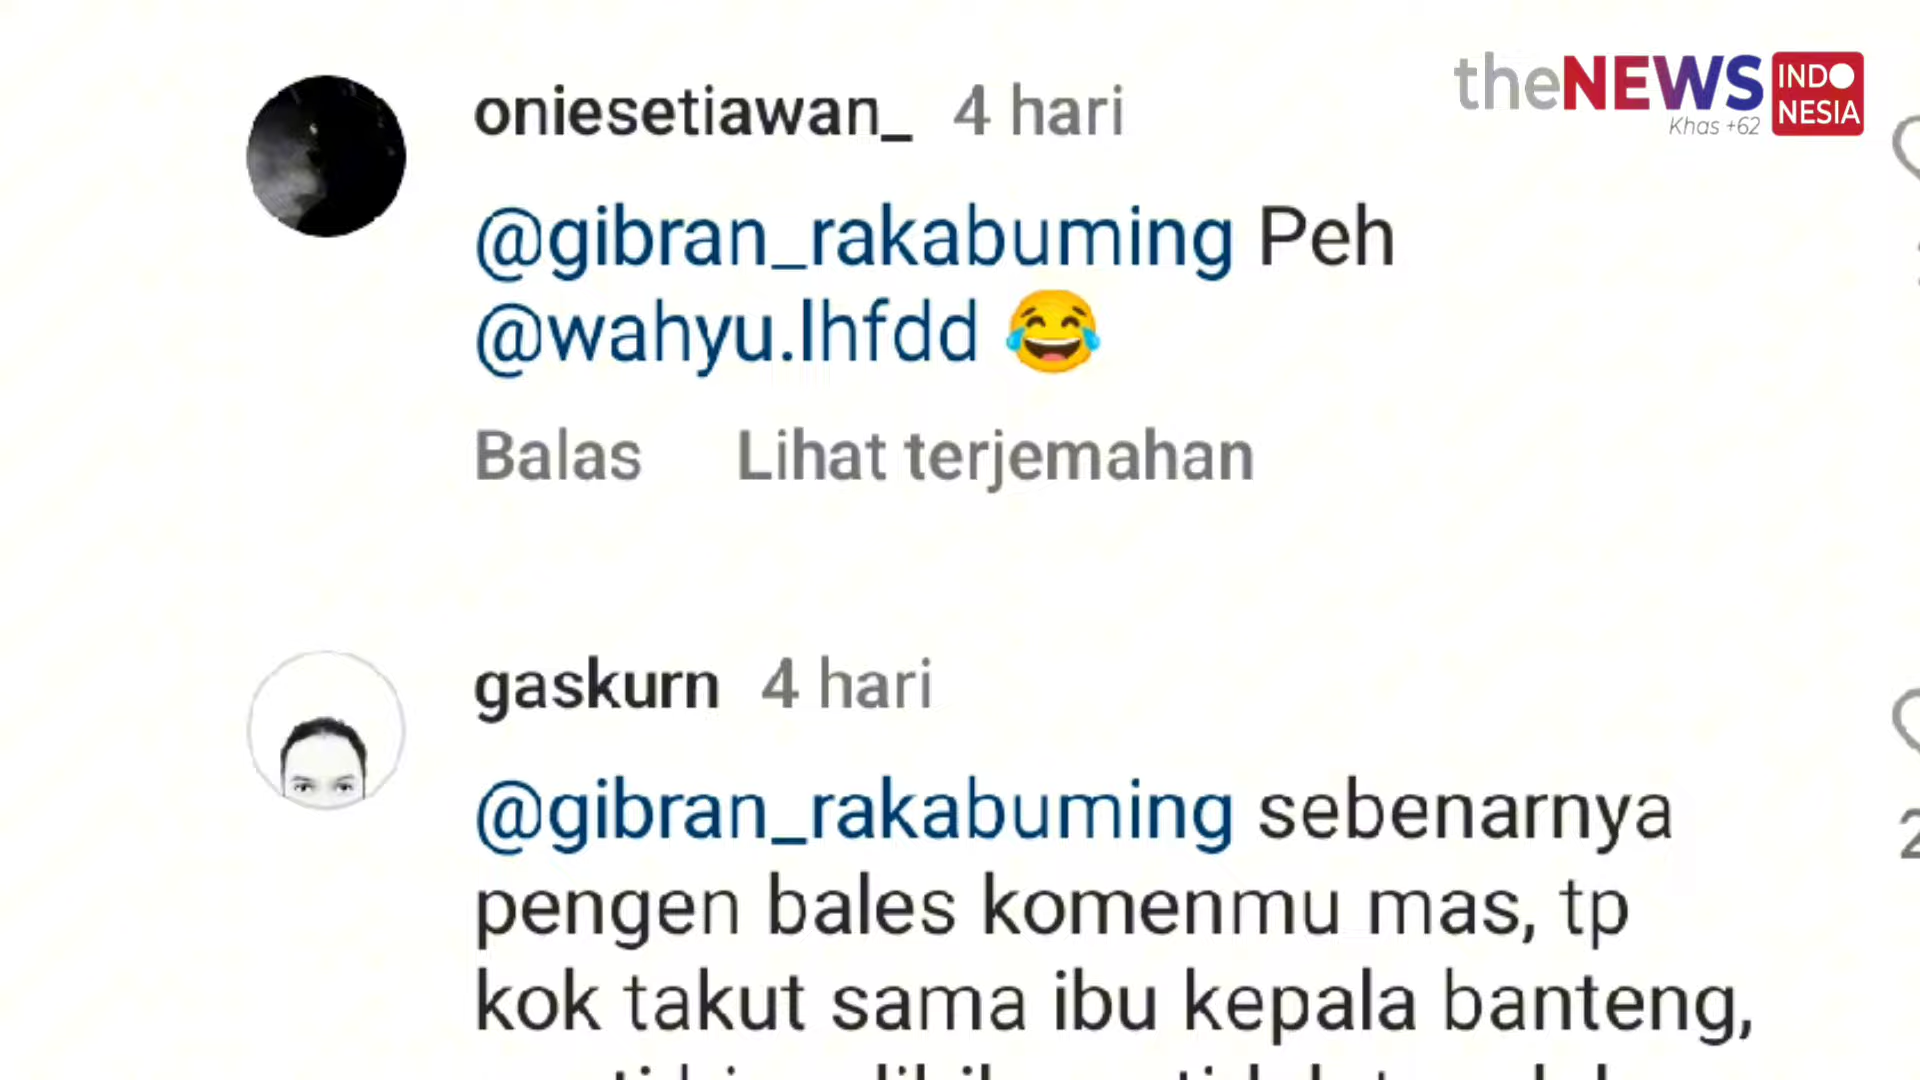 theNEWS INDO
Khas +62 NESIA
oniesetiawan_ 4 hari
@gibran_rakabuming Peh
@wahyu.lhfdd 😂
Balas Lihat terjemahan
gaskurn 4 hari
@gibran_rakabuming sebenarnya
pengen bales komenmu mas, tp
kok takut sama ibu kepala banteng,